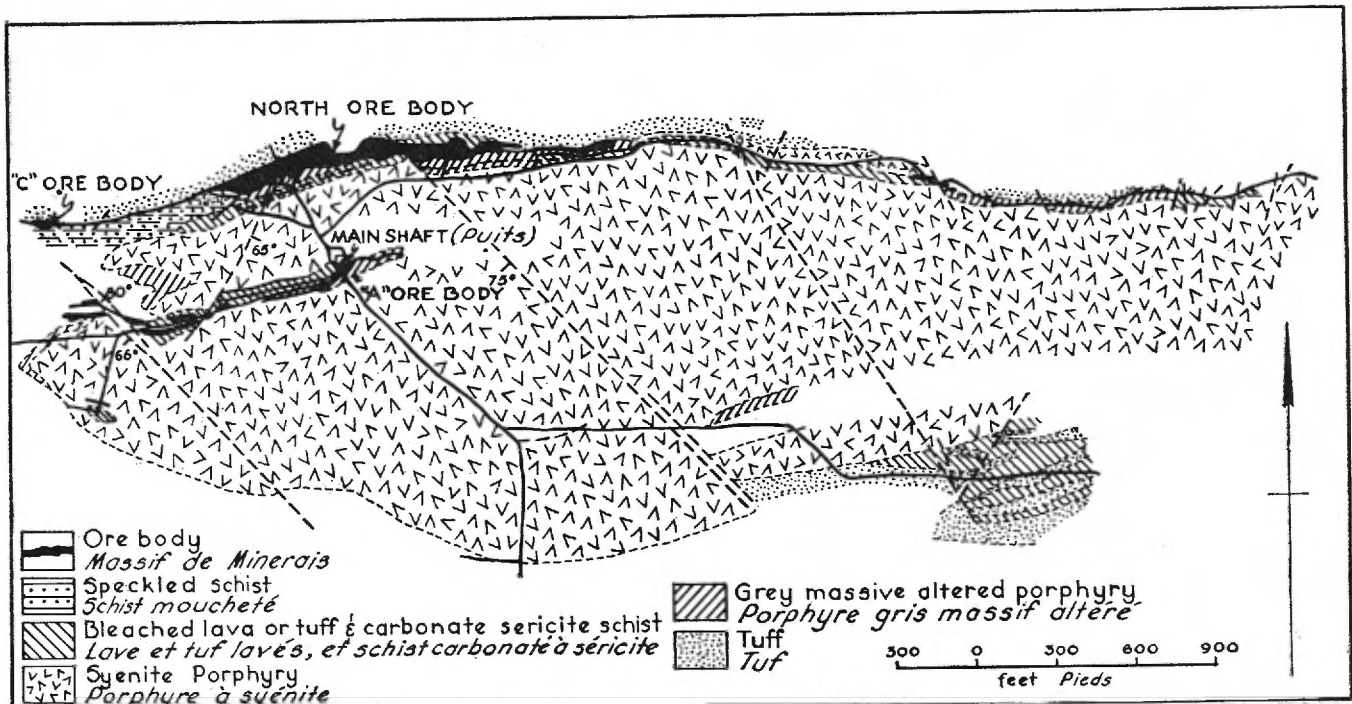 NORTH ORE BODY
"C" ORE BODY
MAIN SHAFT (Puits)
65°
75°
"A" ORE BODY
80°
66°
Ore body
Massif de Minerais
Speckled schist
Schist moucheté
Bleached lava or tuff & carbonate sericite schist
Lave et tuf lavés, et schist carbonaté à séricite
Syenite Porphyry
Porphyre à syénite
Grey massive altered porphyry
Porphyre gris massif altéré
Tuff
Tuf
300 0 300 600 900
feet Pieds